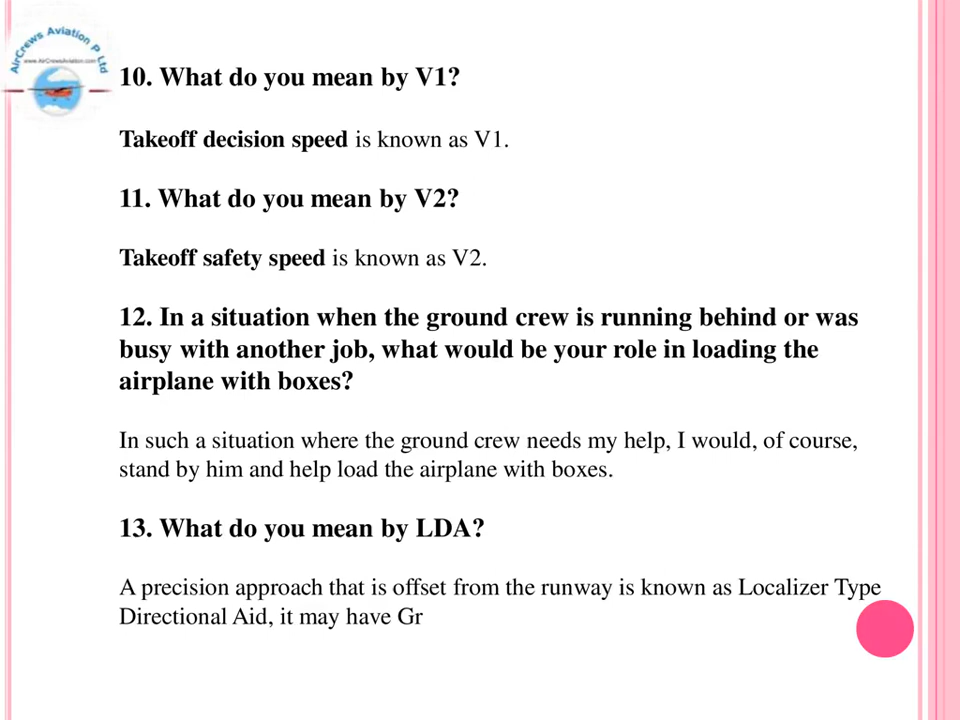 AirCrews Aviation P Ltd
www.AirCrewsAviation.com
10. What do you mean by V1?
Takeoff decision speed is known as V1.
11. What do you mean by V2?
Takeoff safety speed is known as V2.
12. In a situation when the ground crew is running behind or was
busy with another job, what would be your role in loading the
airplane with boxes?
In such a situation where the ground crew needs my help, I would, of course,
stand by him and help load the airplane with boxes.
13. What do you mean by LDA?
A precision approach that is offset from the runway is known as Localizer Type
Directional Aid, it may have Gr